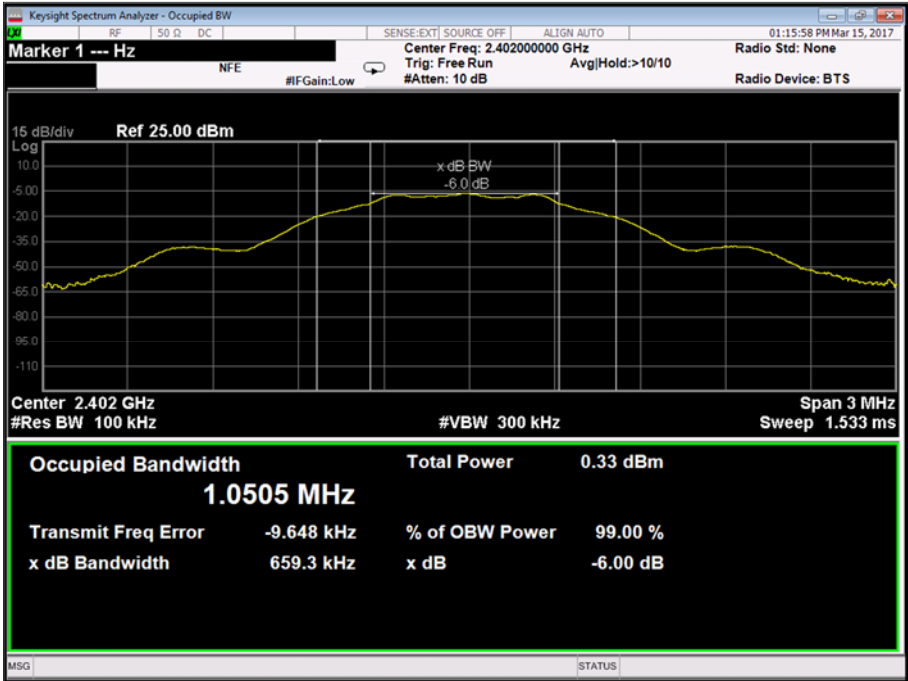 Keysight Spectrum Analyzer - Occupied BW
LXI RF 50 Ω DC SENSE:EXT SOURCE OFF ALIGN AUTO 01:15:58 PM Mar 15, 2017
Marker 1 --- Hz Center Freq: 2.402000000 GHz Radio Std: None
NFE Trig: Free Run Avg|Hold:>10/10
#IFGain:Low #Atten: 10 dB Radio Device: BTS
15 dB/div Ref 25.00 dBm
Log
10.0
x dB BW
-5.00 -6.0 dB
-20.0
-35.0
-50.0
-65.0
-80.0
-95.0
-110
Center 2.402 GHz Span 3 MHz
#Res BW 100 kHz #VBW 300 kHz Sweep 1.533 ms
Occupied Bandwidth Total Power 0.33 dBm
1.0505 MHz
Transmit Freq Error -9.648 kHz % of OBW Power 99.00 %
x dB Bandwidth 659.3 kHz x dB -6.00 dB
MSG STATUS